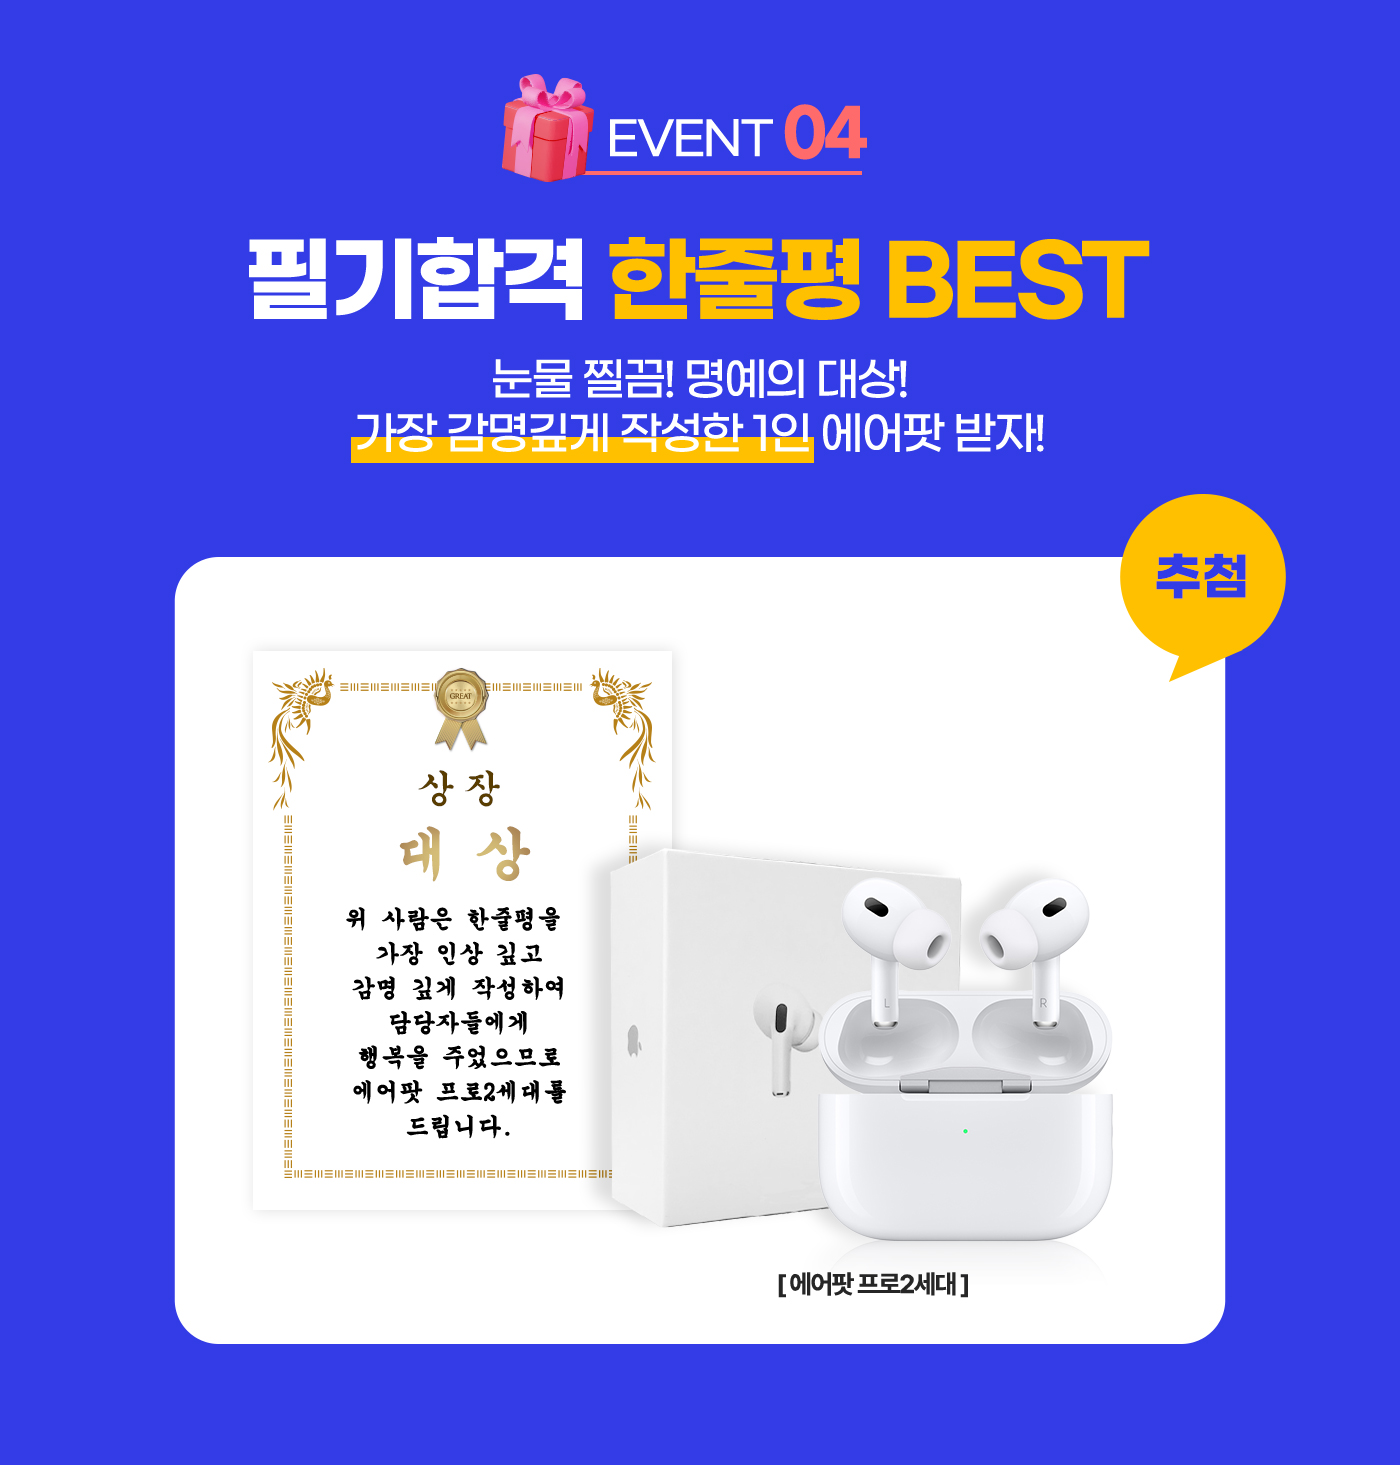 EVENT 04
필기합격 한줄평 BEST
눈물 찔끔! 명예의 대상!
가장 감명깊게 작성한 1인 에어팟 받자!
추첨
GREAT
상장
대상
위 사람은 한줄평을
가장 인상 깊고
감명 깊게 작성하여
담당자들에게
행복을 주었으므로
에어팟 프로2세대를
드립니다.
L
R
[ 에어팟 프로2세대 ]